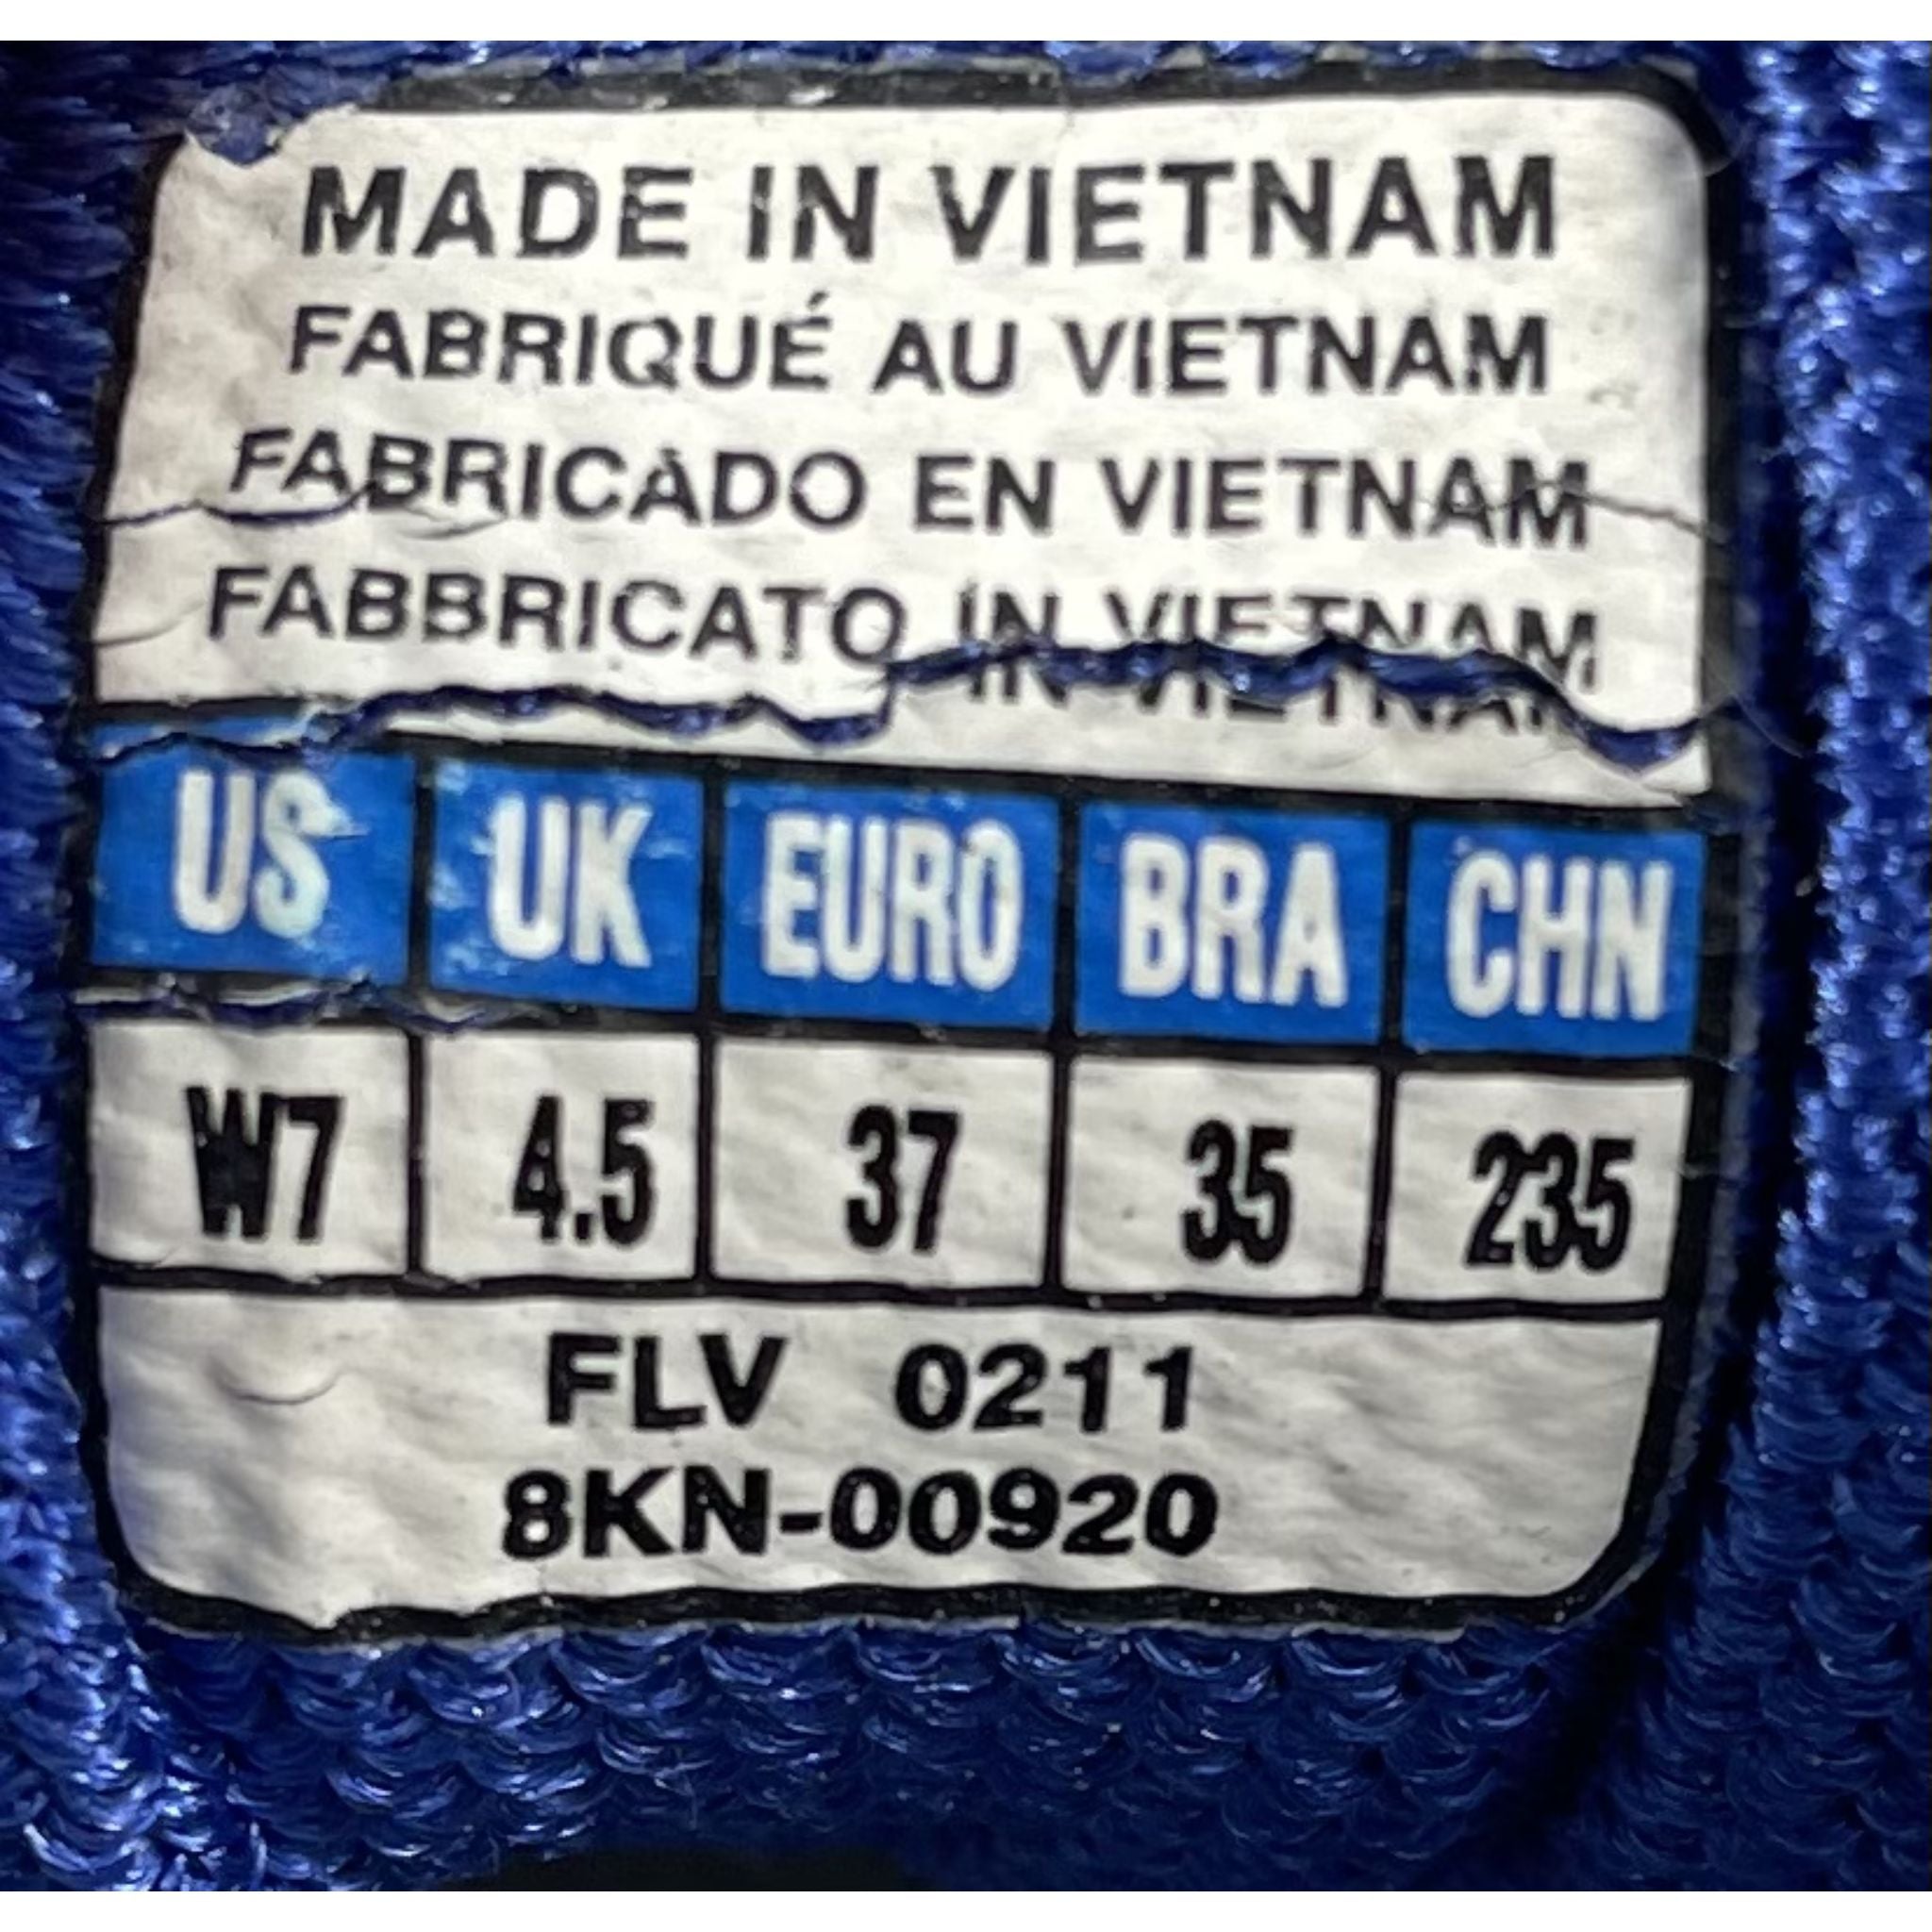 MADE IN VIETNAM
FABRIQUÉ AU VIETNAM
FABRICADO EN VIETNAM
FABBRICATO IN VIETNAM
US UK EURO BRA CHN
W7 4.5 37 35 235
FLV 0211
8KN-00920